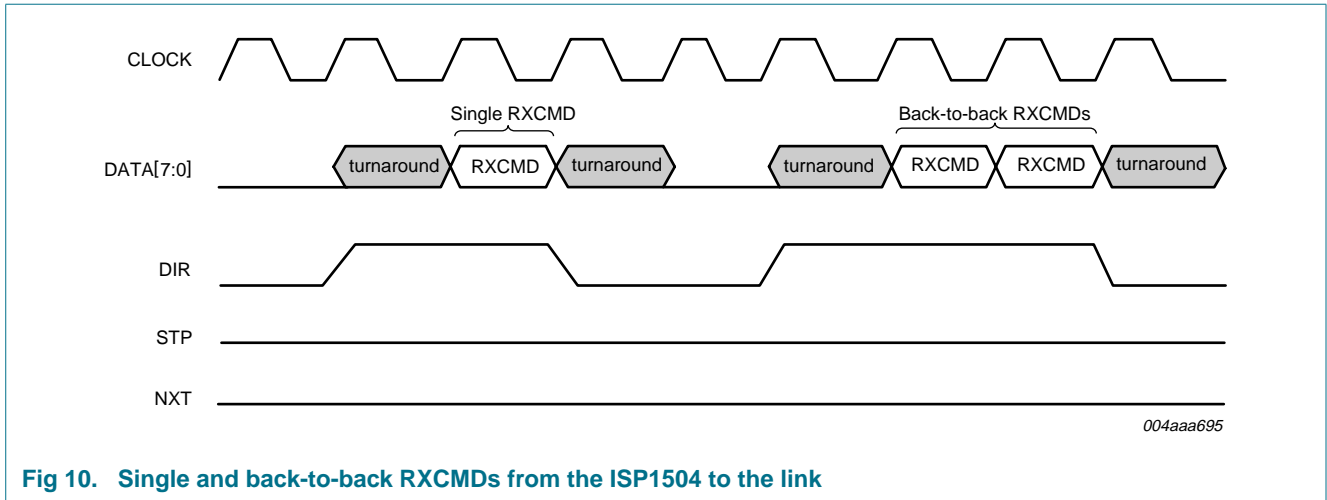 CLOCK
Single RXCMD
Back-to-back RXCMDs
DATA[7:0]
turnaround
RXCMD
turnaround
turnaround
RXCMD
RXCMD
turnaround
DIR
STP
NXT
004aaa695
Fig 10. Single and back-to-back RXCMDs from the ISP1504 to the link